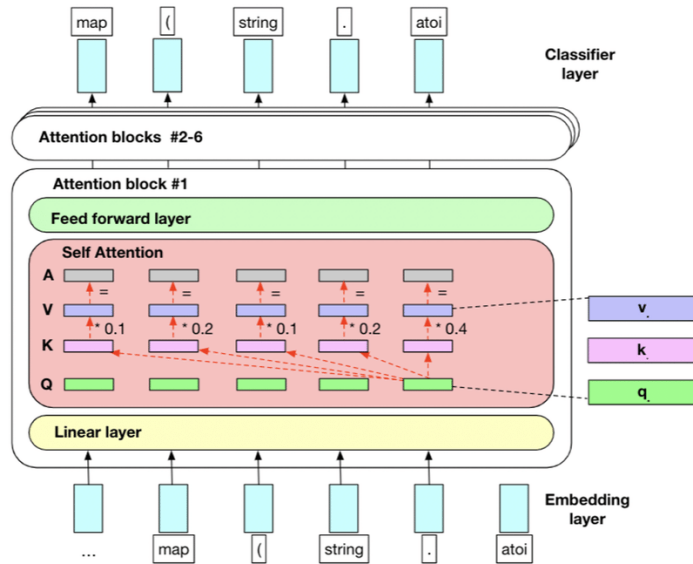 map ( string . atoi
Classifier
layer
Attention blocks #2-6
Attention block #1
Feed forward layer
Self Attention
A
= = = = =
V
v.
* 0.1 * 0.2 * 0.1 * 0.2 * 0.4
K
k.
Q
q.
Linear layer
Embedding
layer
... map ( string . atoi